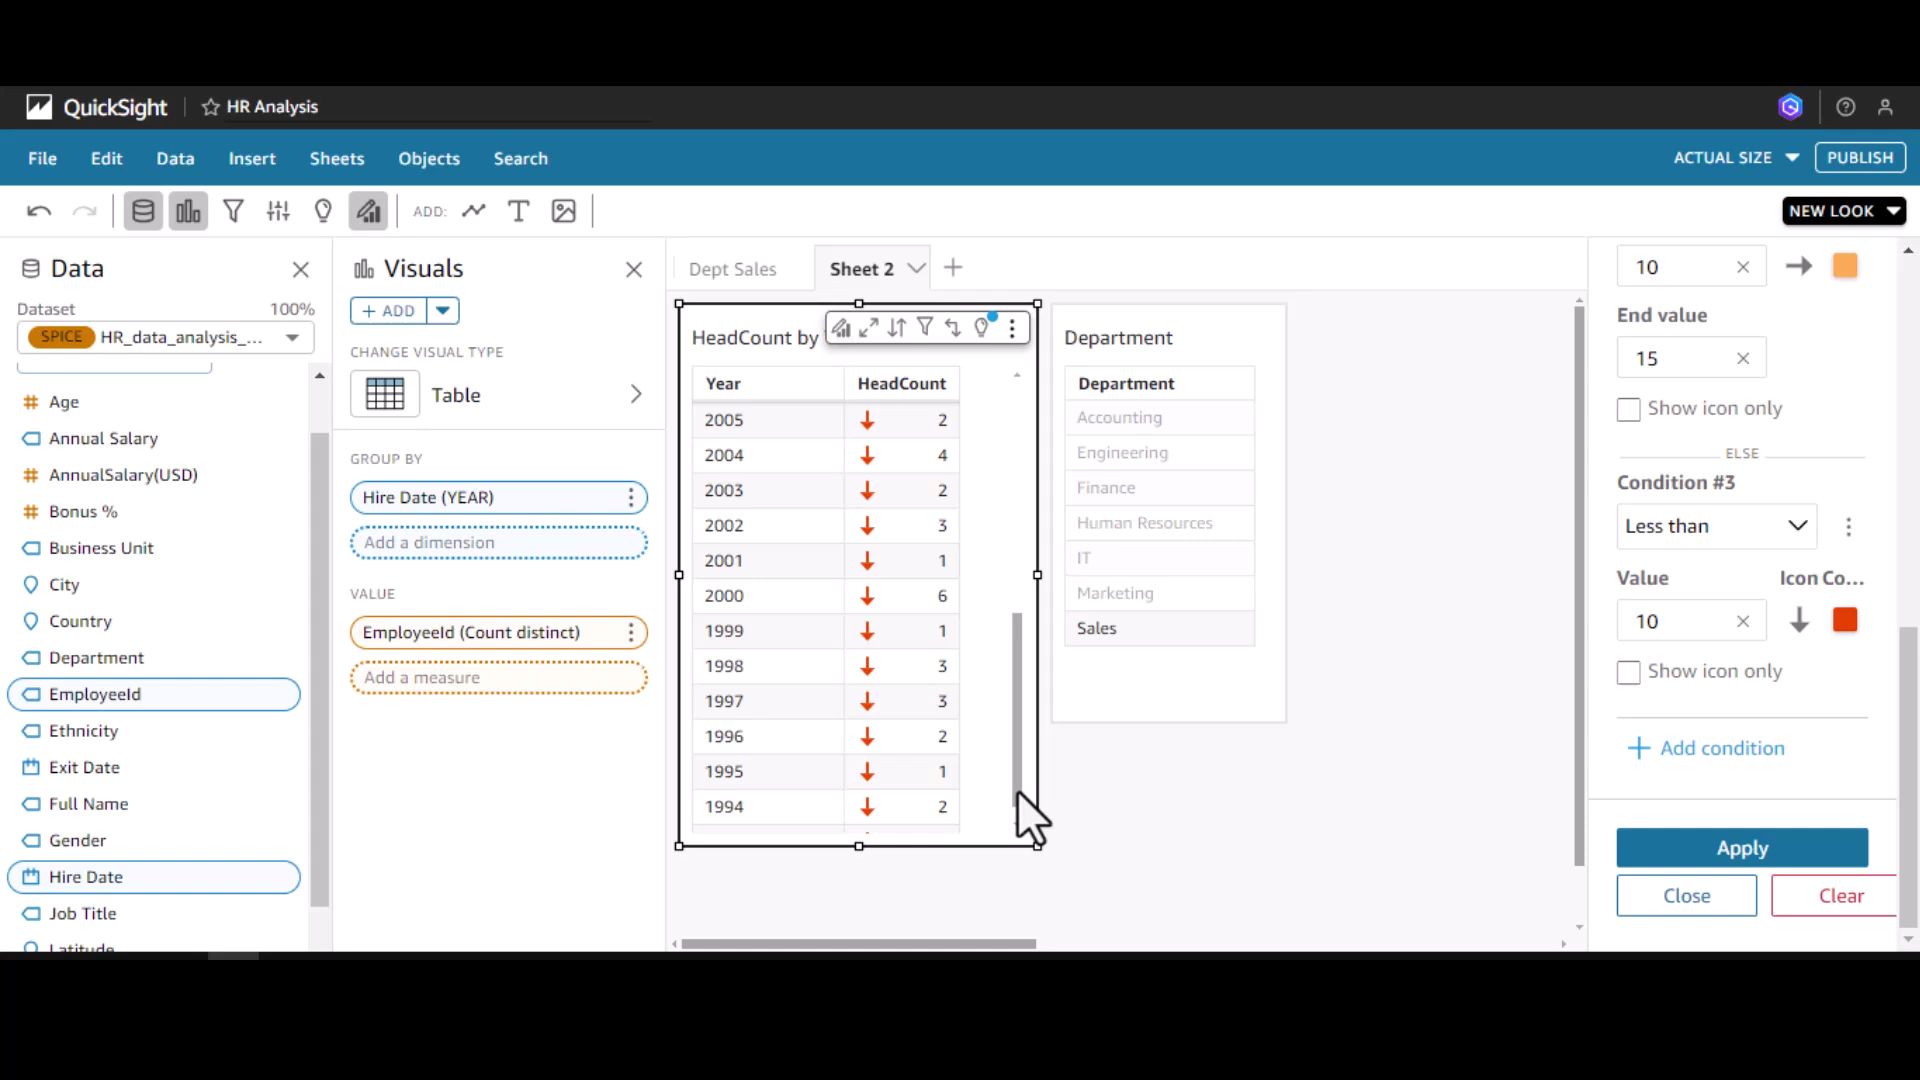 QuickSight
HR Analysis
File Edit Data Insert Sheets Objects Search
ACTUAL SIZE
PUBLISH
ADD:
NEW LOOK
Data
Dataset 100%
SPICE HR_data_analysis_...
Age
Annual Salary
AnnualSalary(USD)
Bonus %
Business Unit
City
Country
Department
EmployeeId
Ethnicity
Exit Date
Full Name
Gender
Hire Date
Job Title
Latitude
Visuals
+ ADD
CHANGE VISUAL TYPE
Table
GROUP BY
Hire Date (YEAR)
Add a dimension
VALUE
EmployeeId (Count distinct)
Add a measure
Dept Sales
Sheet 2
HeadCount by
Year HeadCount
2005 2
2004 4
2003 2
2002 3
2001 1
2000 6
1999 1
1998 3
1997 3
1996 2
1995 1
1994 2
Department
Department
Accounting
Engineering
Finance
Human Resources
IT
Marketing
Sales
10
End value
15
Show icon only
ELSE
Condition #3
Less than
Value Icon Co...
10
Show icon only
Add condition
Apply
Close
Clear